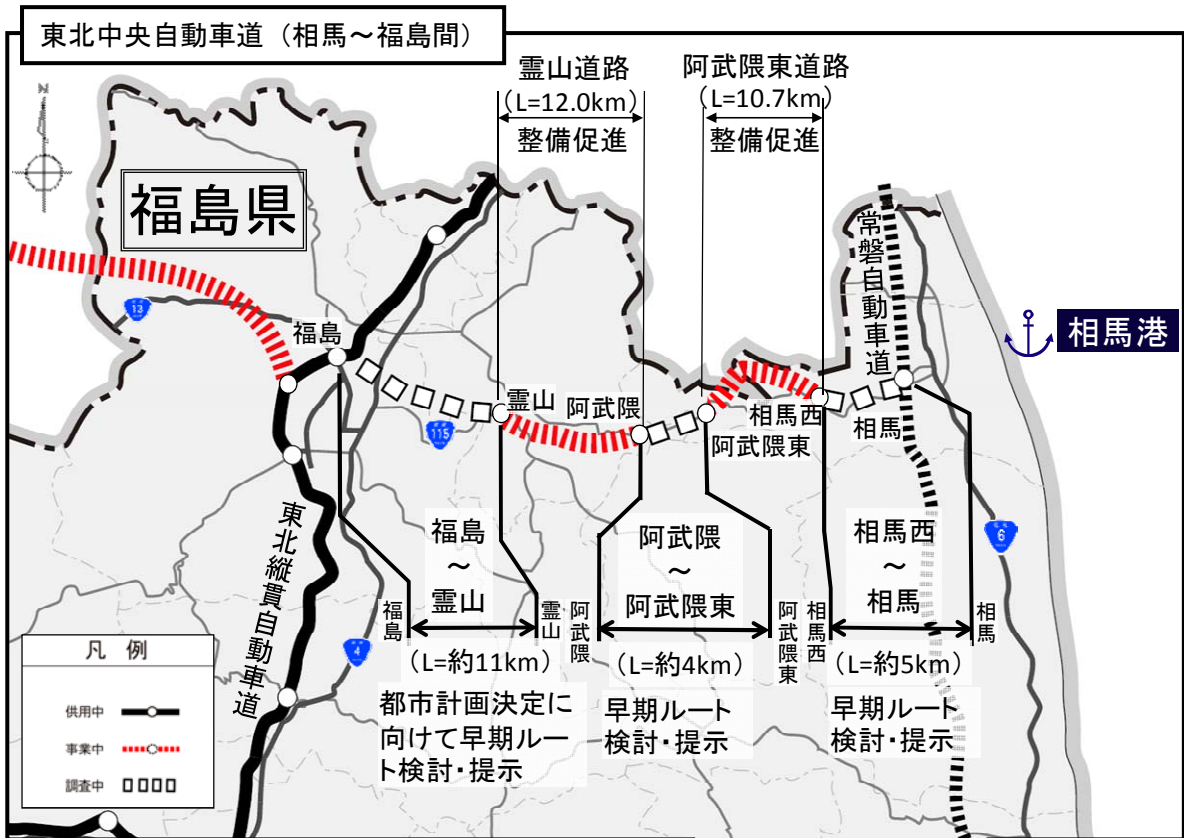 東北中央自動車道（相馬～福島間）
霊山道路
（L=12.0km）
整備促進
阿武隈東道路
（L=10.7km）
整備促進
N
福島県
13
福島
霊山
阿武隈
115
相馬西
阿武隈東
相馬
常磐自動車道
相馬港
6
東北縦貫自動車道
4
福島
～
霊山
福島
霊山
（L=約11km）
都市計画決定に
向けて早期ルー
ト検討・提示
阿武隈
～
阿武隈東
阿武隈
阿武隈東
（L=約4km）
早期ルート
検討・提示
相馬西
～
相馬
相馬西
相馬
（L=約5km）
早期ルート
検討・提示
凡 例
供用中
事業中
調査中